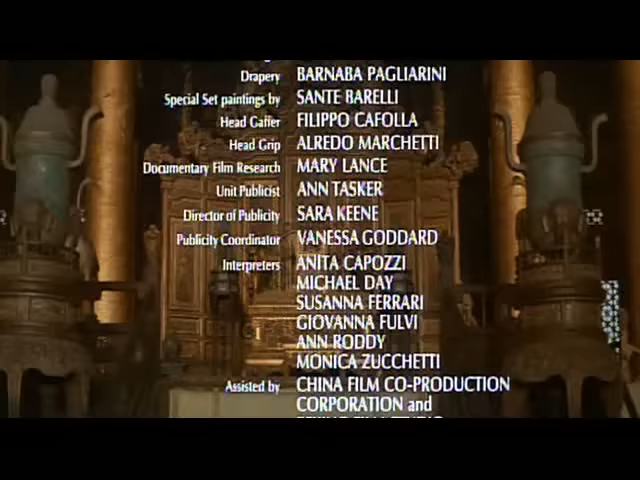 Drapery BARNABA PAGLIARINI
Special Set paintings by SANTE BARELLI
Head Gaffer FILIPPO CAFOLLA
Head Grip ALREDO MARCHETTI
Documentary Film Research MARY LANCE
Unit Publicist ANN TASKER
Director of Publicity SARA KEENE
Publicity Coordinator VANESSA GODDARD
Interpreters ANITA CAPOZZI
MICHAEL DAY
SUSANNA FERRARI
GIOVANNA FULVI
ANN RODDY
MONICA ZUCCHETTI
Assisted by CHINA FILM CO-PRODUCTION
CORPORATION and